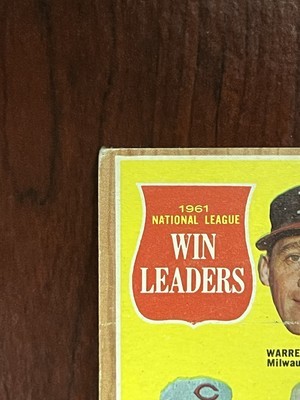 1961
NATIONAL LEAGUE
WIN
LEADERS
WARRE
Milwau
C